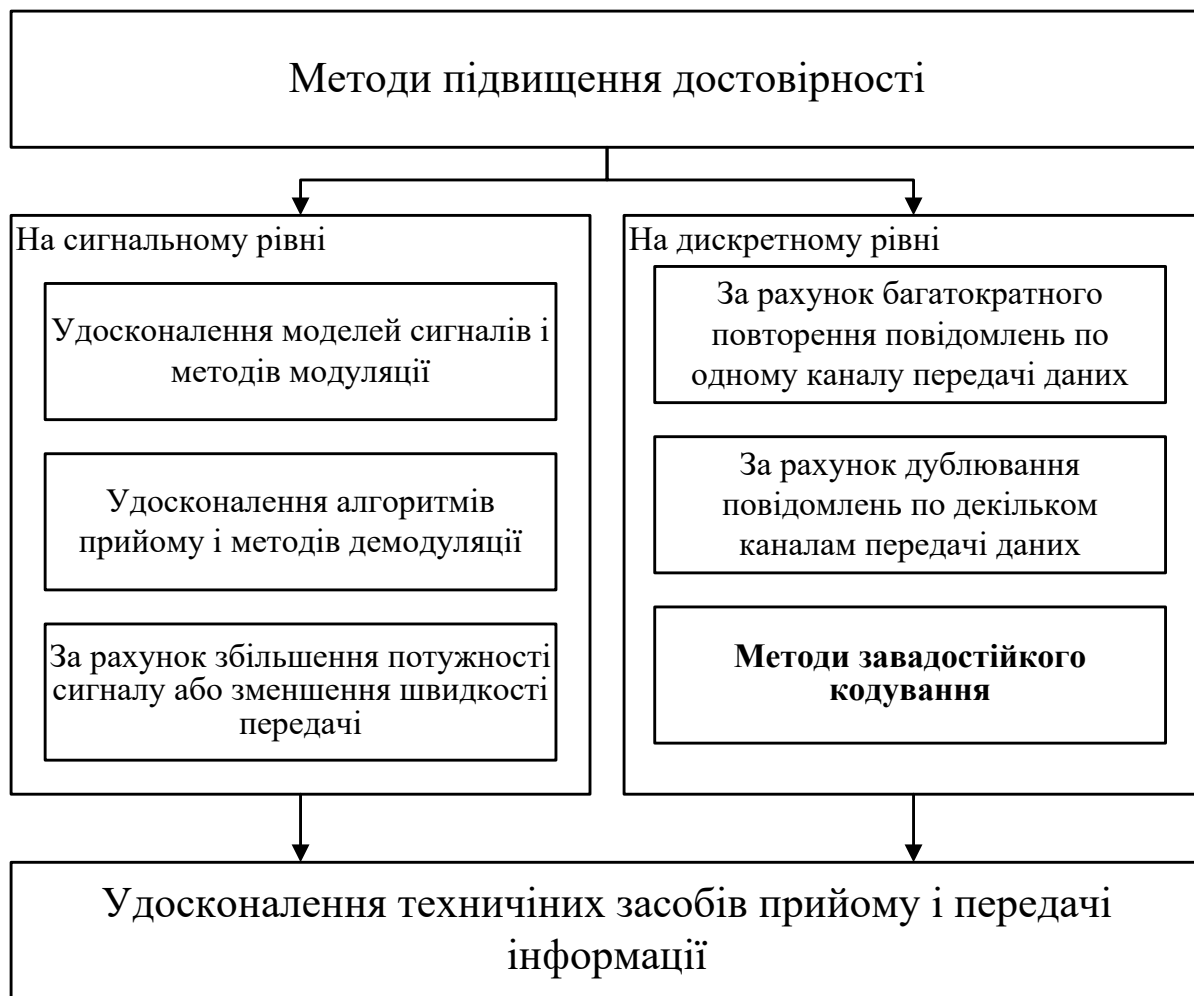 Методи підвищення достовірності
На сигнальному рівні
Удосконалення моделей сигналів і
методів модуляції
Удосконалення алгоритмів
прийому і методів демодуляції
За рахунок збільшення потужності
сигналу або зменшення швидкості
передачі
На дискретному рівні
За рахунок багатократного
повторення повідомлень по
одному каналу передачі даних
За рахунок дублювання
повідомлень по декільком
каналам передачі даних
Методи завадостійкого
кодування
Удосконалення техничіних засобів прийому і передачі
інформації